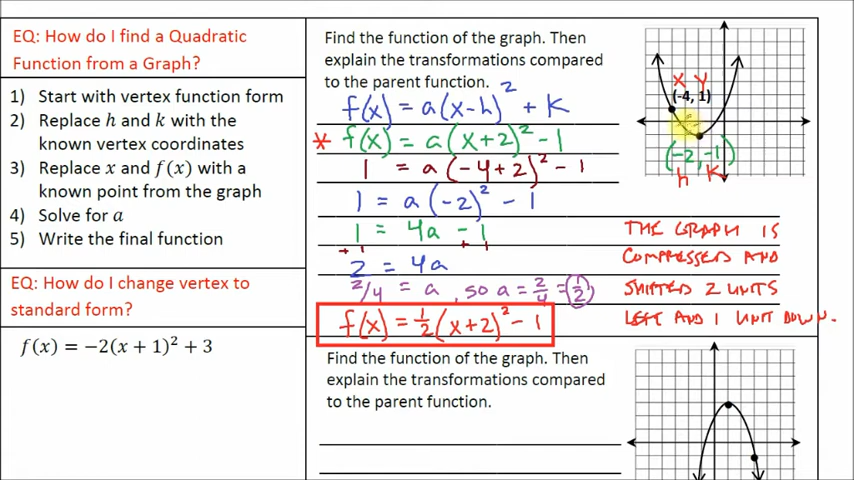 EQ: How do I find a Quadratic
Function from a Graph?
1) Start with vertex function form
2) Replace h and k with the
known vertex coordinates
3) Replace x and f(x) with a
known point from the graph
4) Solve for a
5) Write the final function
EQ: How do I change vertex to
standard form?
f(x) = −2(x + 1)² + 3
Find the function of the graph. Then
explain the transformations compared
to the parent function.
f(x) = a(x-h)² + k
* f(x) = a(x+2)² -1
1 = a(-4+2)² -1
1 = a(-2)² -1
1 = 4a -1
+1 +1
2 = 4a
2/4 = a, so a = 2/4 = 1/2
f(x) = 1/2(x+2)² -1
X Y
(-4, 1)
(-2, -1)
h k
THE GRAPH IS
COMPRESSED AND
SHIFTED 2 UNITS
LEFT AND 1 UNIT DOWN.
Find the function of the graph. Then
explain the transformations compared
to the parent function.